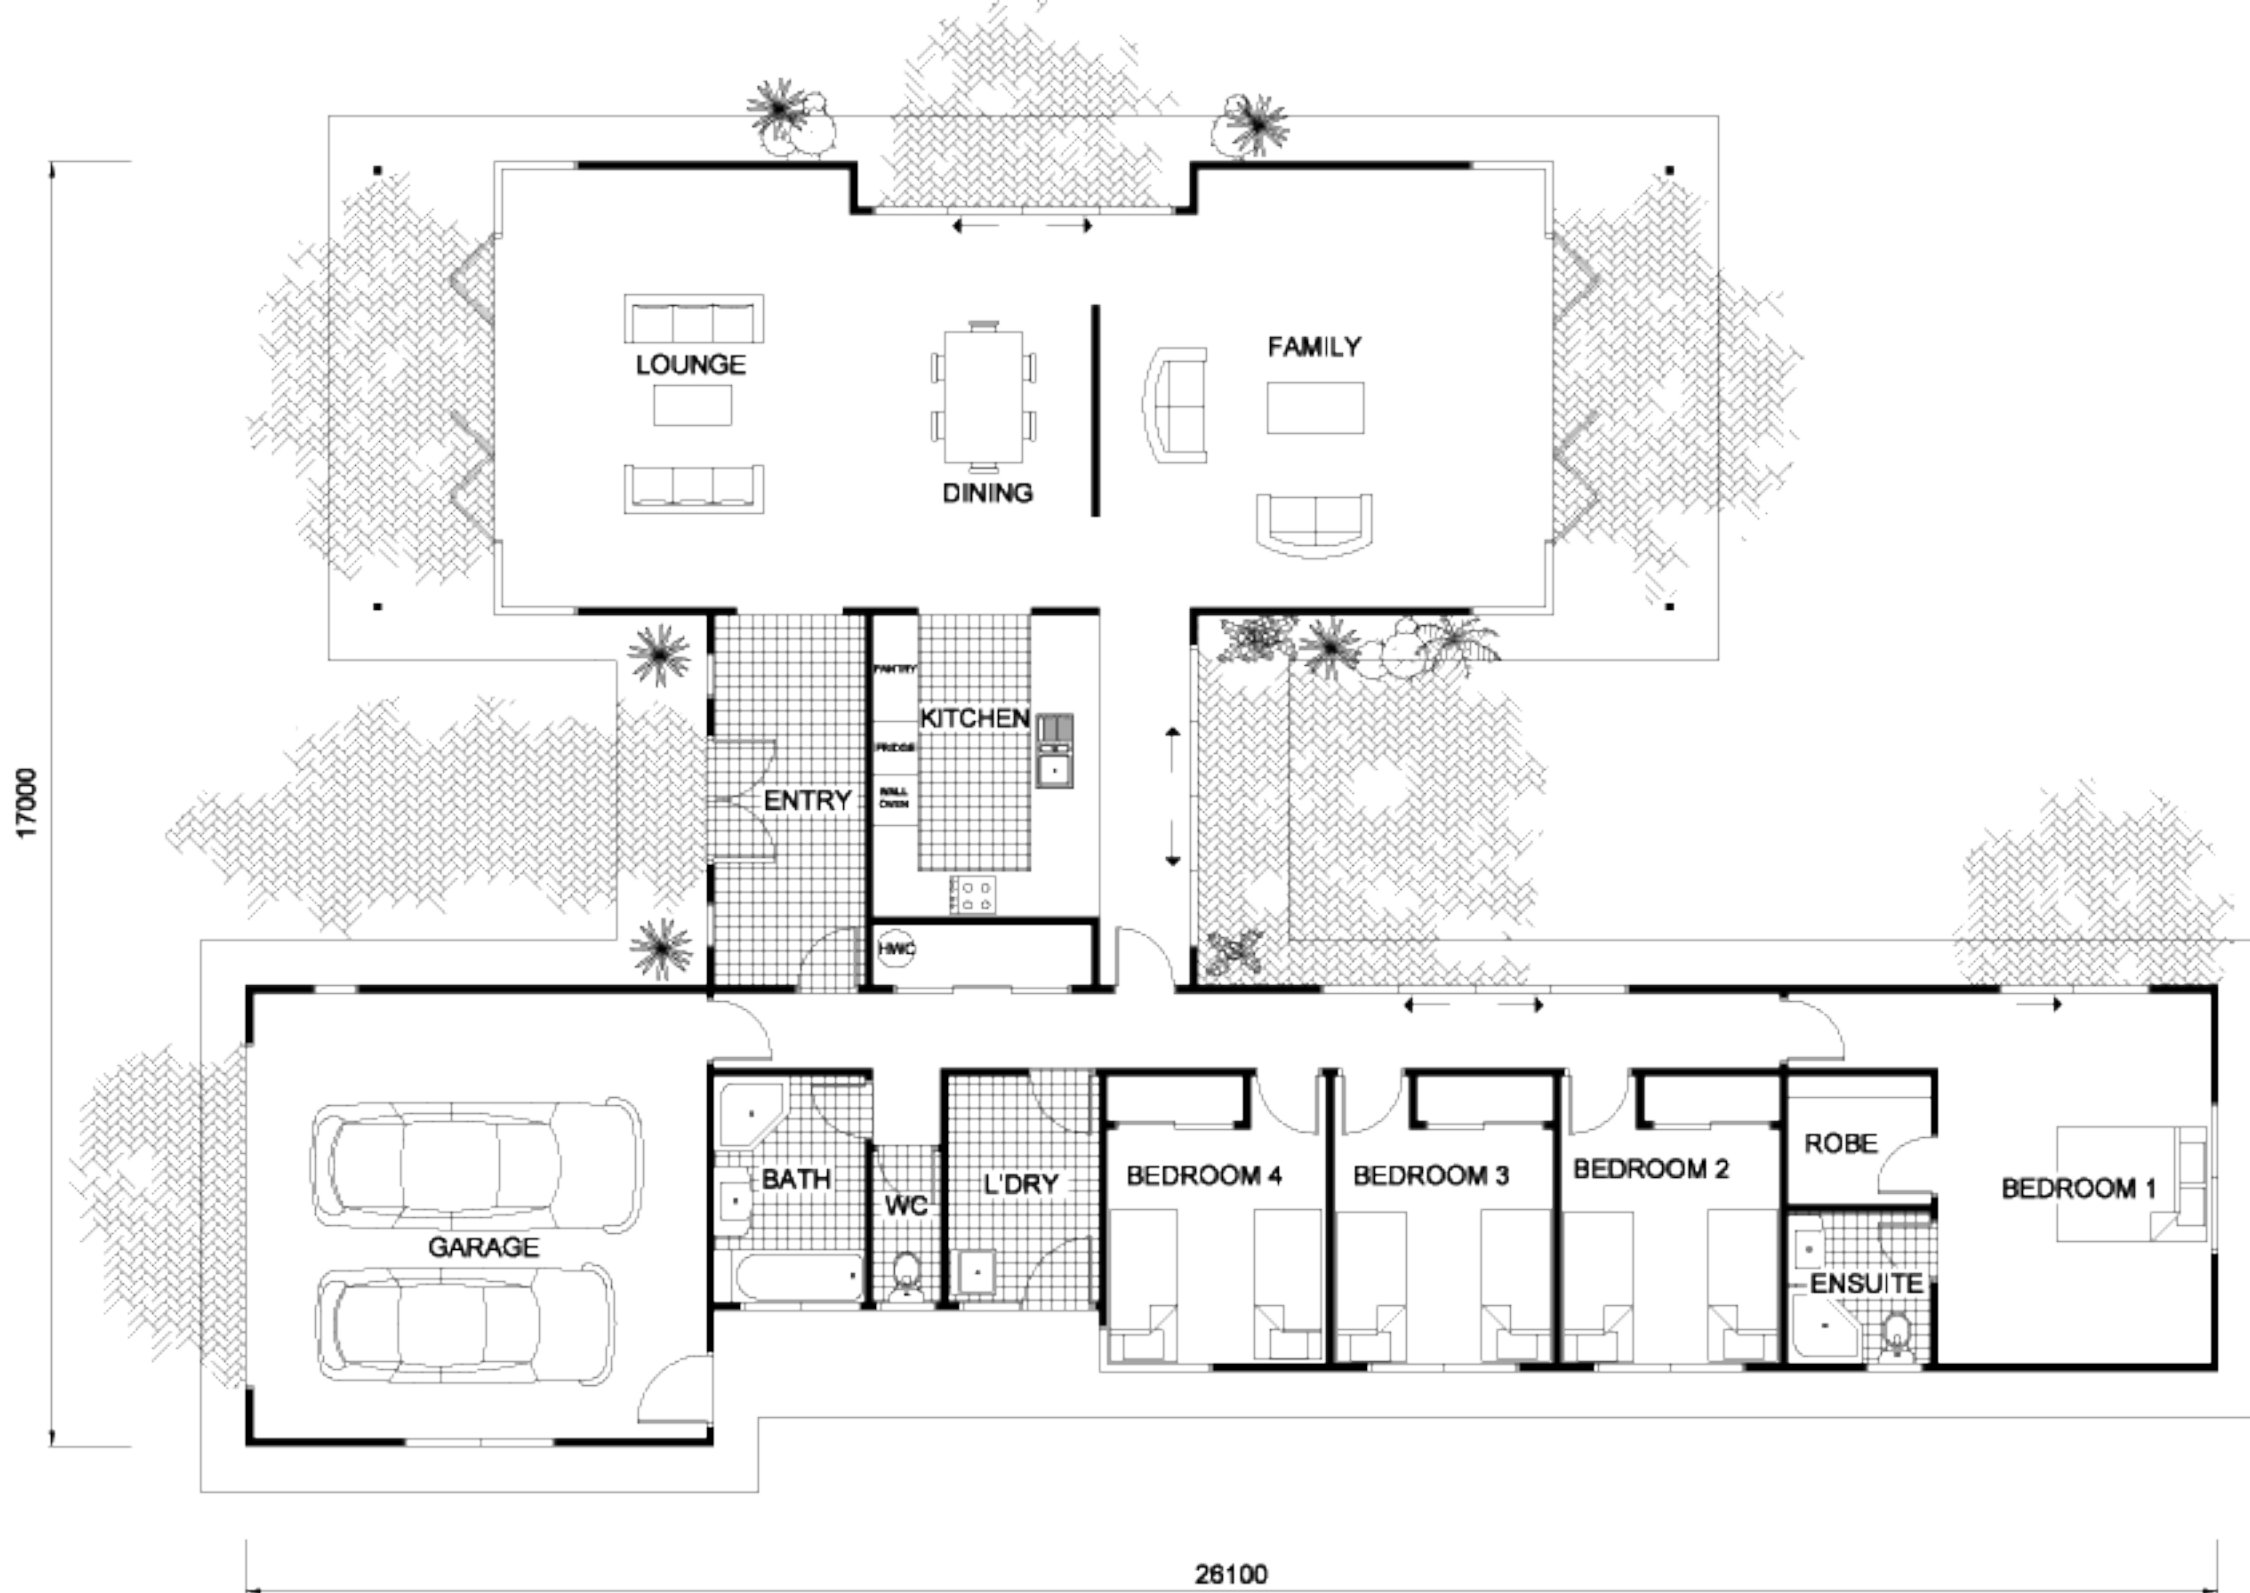 FAMILY
LOUNGE
DINING
PANTRY
KITCHEN
FRIDGE
WALL
OVEN
ENTRY
17000
HWC
ROBE
BEDROOM 4
BEDROOM 3
BEDROOM 2
BATH
L'DRY
BEDROOM 1
WC
GARAGE
ENSUITE
26100